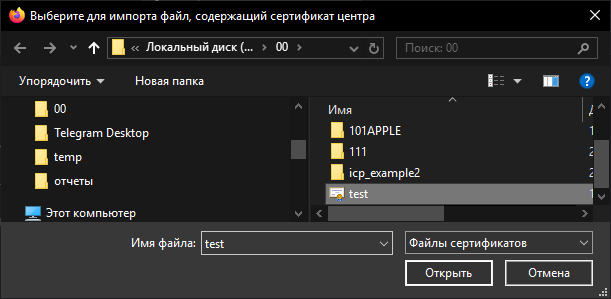 Выберите для импорта файл, содержащий сертификат центра
« Локальный диск (... › 00
Поиск: 00
Упорядочить
Новая папка
00
Telegram Desktop
temp
отчеты
Этот компьютер
Имя
101APPLE
111
icp_example2
test
Имя файла:
test
Файлы сертификатов
Открыть
Отмена